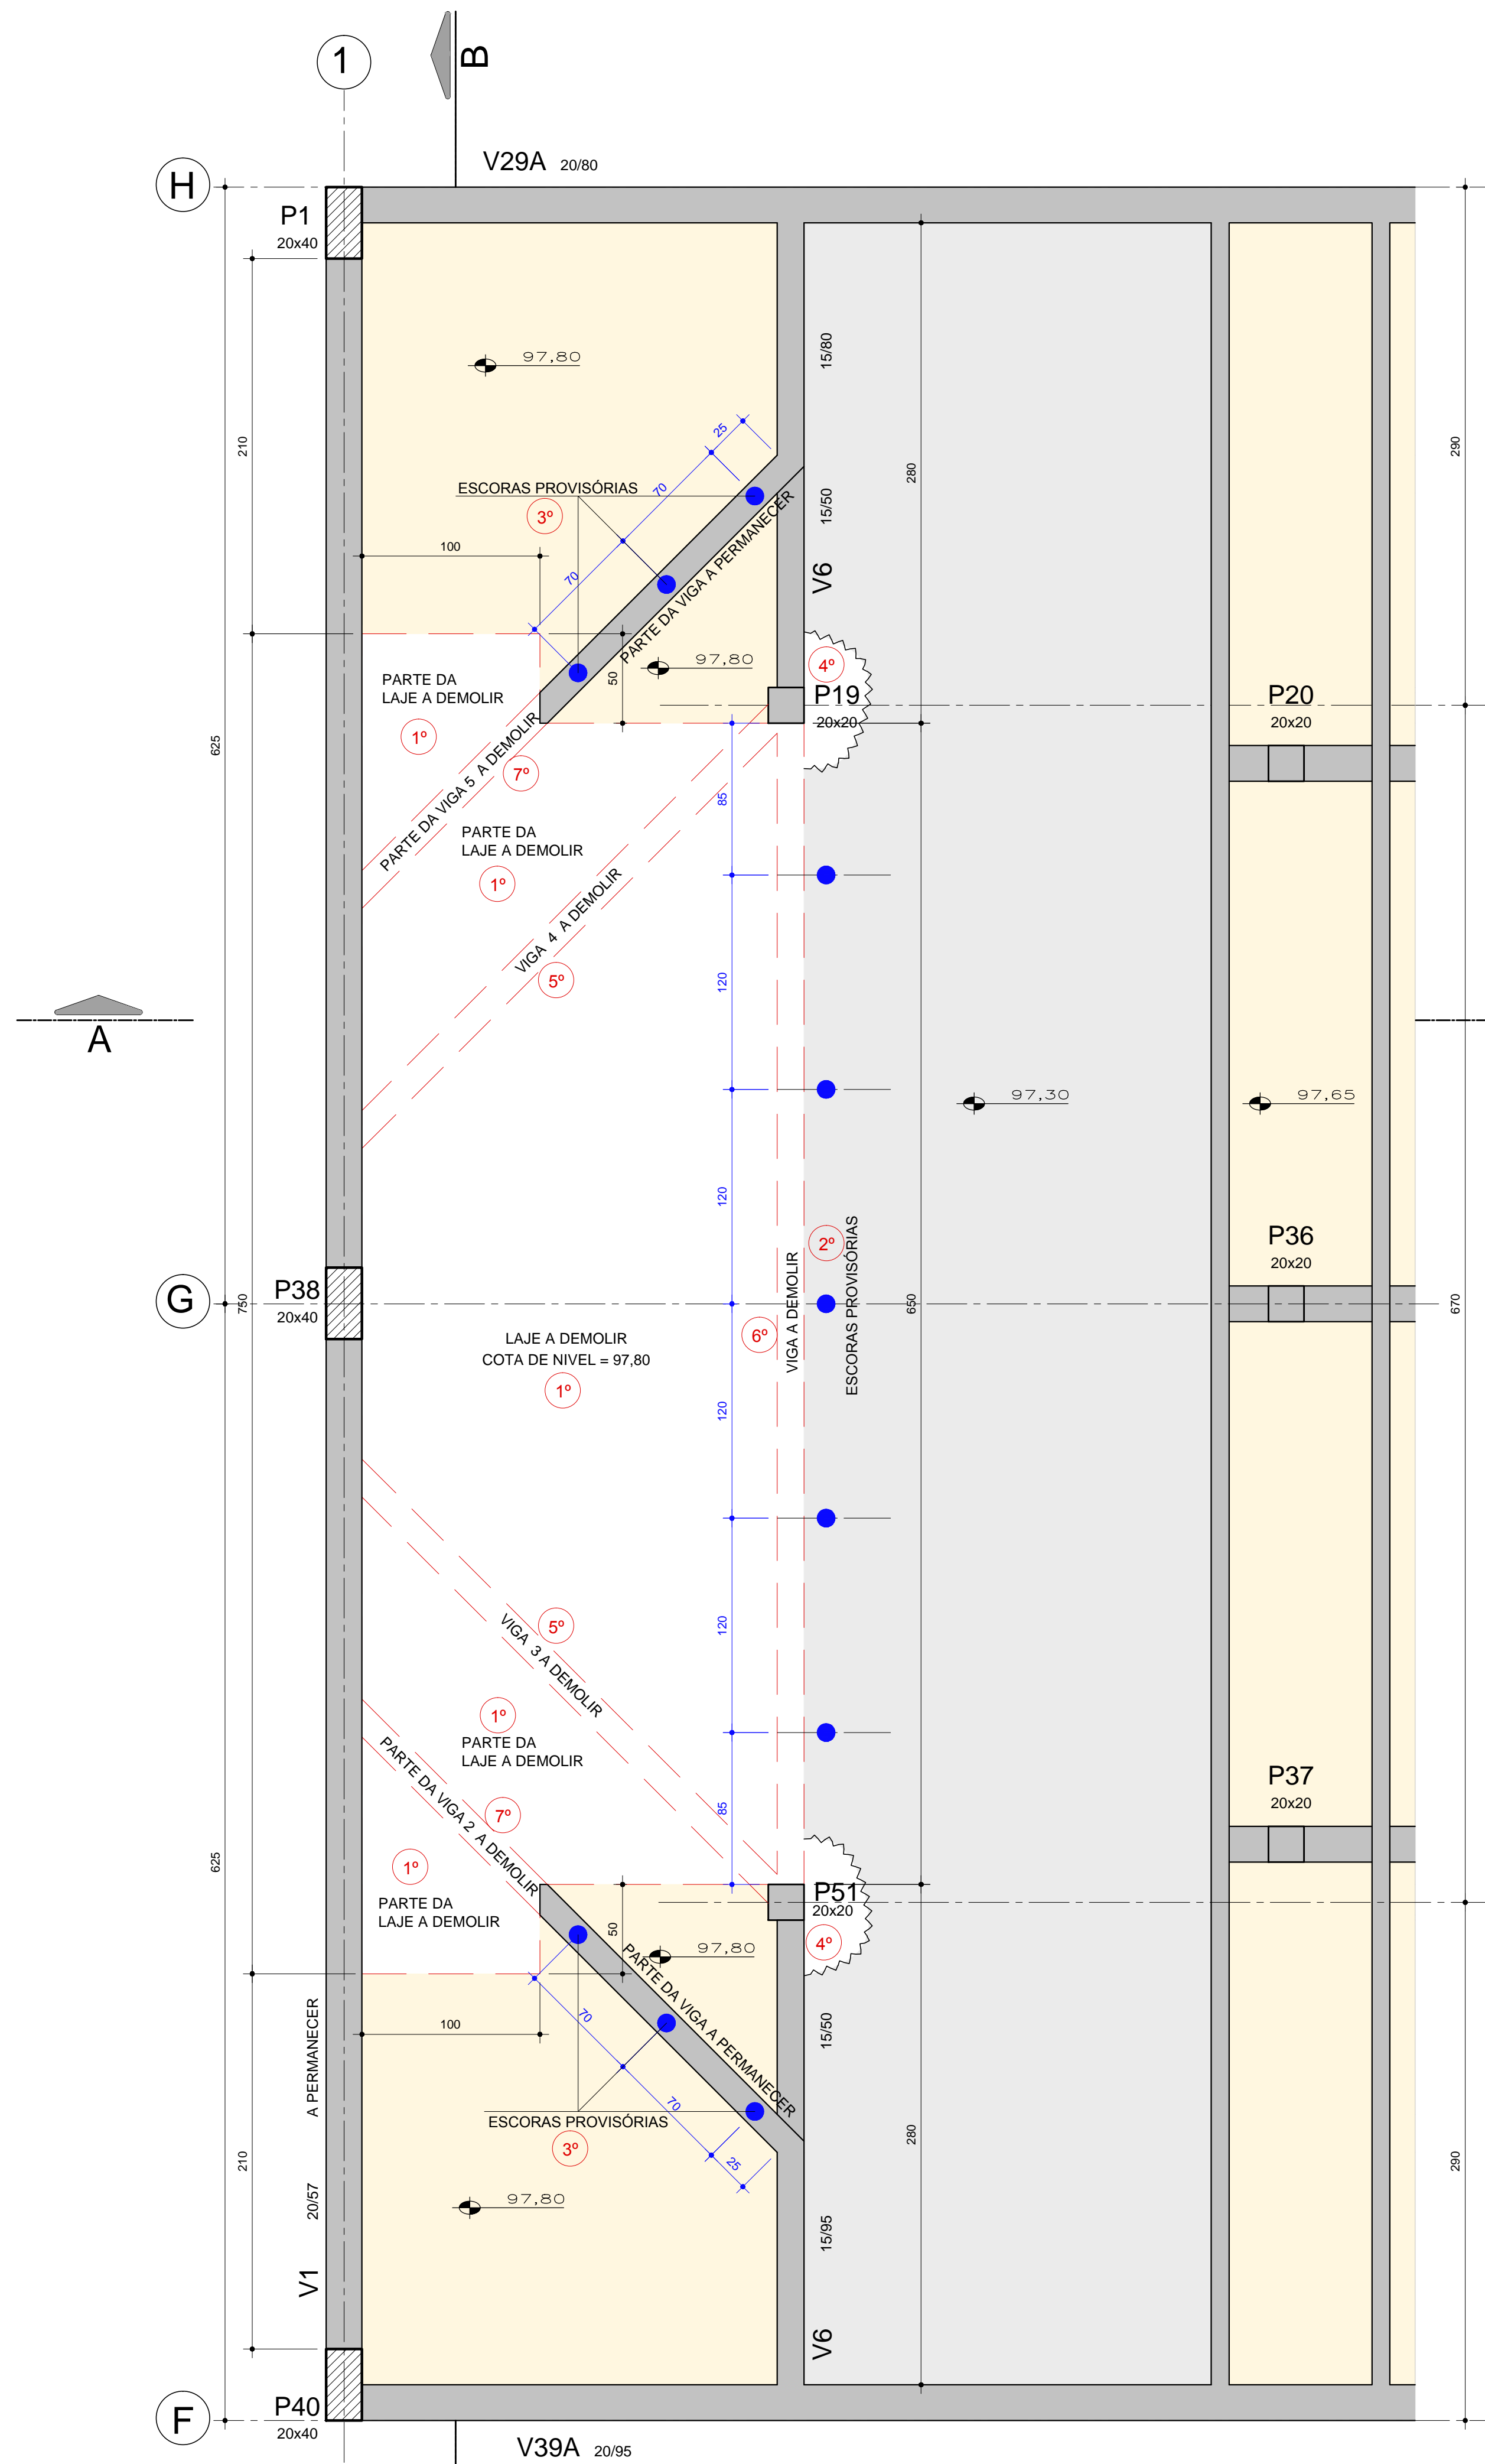 1
B
V29A 20/80
H
P1
20x40
97,80
15/80
210
280
290
25
70
ESCORAS PROVISÓRIAS
3º
15/50
100
70
PARTE DA VIGA A PERMANECER
V6
50
97,80
4º
PARTE DA
LAJE A DEMOLIR
P19
20x20
P20
20x20
1º
PARTE DA VIGA 5 A DEMOLIR
625
7º
85
PARTE DA
LAJE A DEMOLIR
1º
VIGA 4 A DEMOLIR
5º
120
A
97,30
97,65
120
2º
P36
20x20
ESCORAS PROVISÓRIAS
VIGA A DEMOLIR
G
P38
20x40
750
650
670
6º
LAJE A DEMOLIR
COTA DE NIVEL = 97,80
1º
120
5º
VIGA 3 A DEMOLIR
120
1º
PARTE DA
LAJE A DEMOLIR
P37
20x20
PARTE DA VIGA 2 A DEMOLIR
7º
85
625
1º
PARTE DA
LAJE A DEMOLIR
P51
20x20
4º
50
97,80
PARTE DA VIGA A PERMANECER
100
70
15/50
A PERMANECER
70
ESCORAS PROVISÓRIAS
3º
25
210
280
290
20/57
97,80
15/95
V1
V6
P40
20x40
F
V39A 20/95